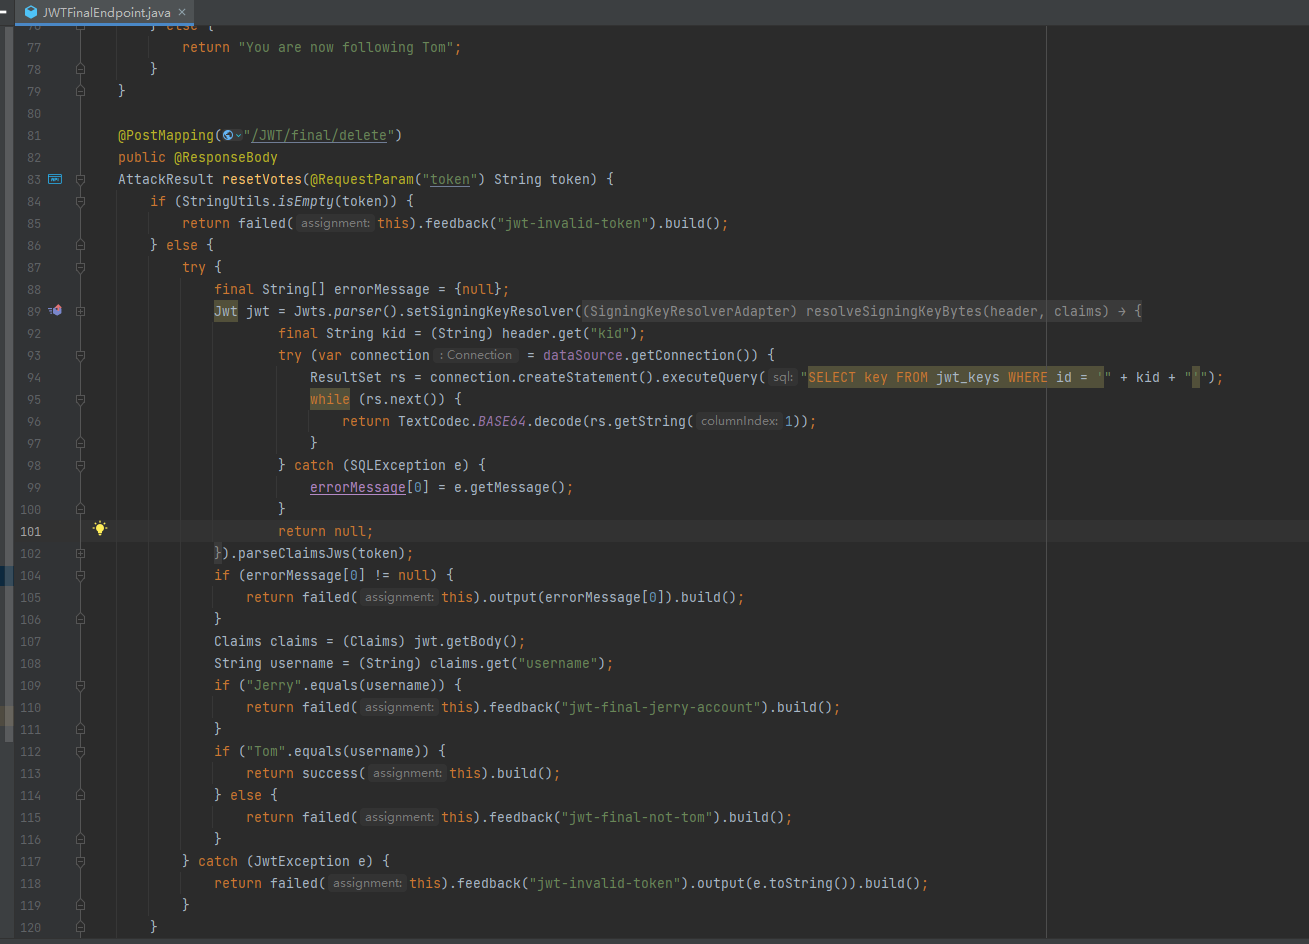 JWTFinalEndpoint.java ×
76 } else {
77 return "You are now following Tom";
78 }
79 }
80
81 @PostMapping("/JWT/final/delete")
82 public @ResponseBody
83 AttackResult resetVotes(@RequestParam("token") String token) {
84 if (StringUtils.isEmpty(token)) {
85 return failed( assignment: this).feedback("jwt-invalid-token").build();
86 } else {
87 try {
88 final String[] errorMessage = {null};
89 Jwt jwt = Jwts.parser().setSigningKeyResolver((SigningKeyResolverAdapter) resolveSigningKeyBytes(header, claims) → {
92 final String kid = (String) header.get("kid");
93 try (var connection : Connection = dataSource.getConnection()) {
94 ResultSet rs = connection.createStatement().executeQuery( sql: "SELECT key FROM jwt_keys WHERE id = '" + kid + "'");
95 while (rs.next()) {
96 return TextCodec.BASE64.decode(rs.getString( columnIndex: 1));
97 }
98 } catch (SQLException e) {
99 errorMessage[0] = e.getMessage();
100 }
101 return null;
102 }).parseClaimsJws(token);
104 if (errorMessage[0] != null) {
105 return failed( assignment: this).output(errorMessage[0]).build();
106 }
107 Claims claims = (Claims) jwt.getBody();
108 String username = (String) claims.get("username");
109 if ("Jerry".equals(username)) {
110 return failed( assignment: this).feedback("jwt-final-jerry-account").build();
111 }
112 if ("Tom".equals(username)) {
113 return success( assignment: this).build();
114 } else {
115 return failed( assignment: this).feedback("jwt-final-not-tom").build();
116 }
117 } catch (JwtException e) {
118 return failed( assignment: this).feedback("jwt-invalid-token").output(e.toString()).build();
119 }
120 }